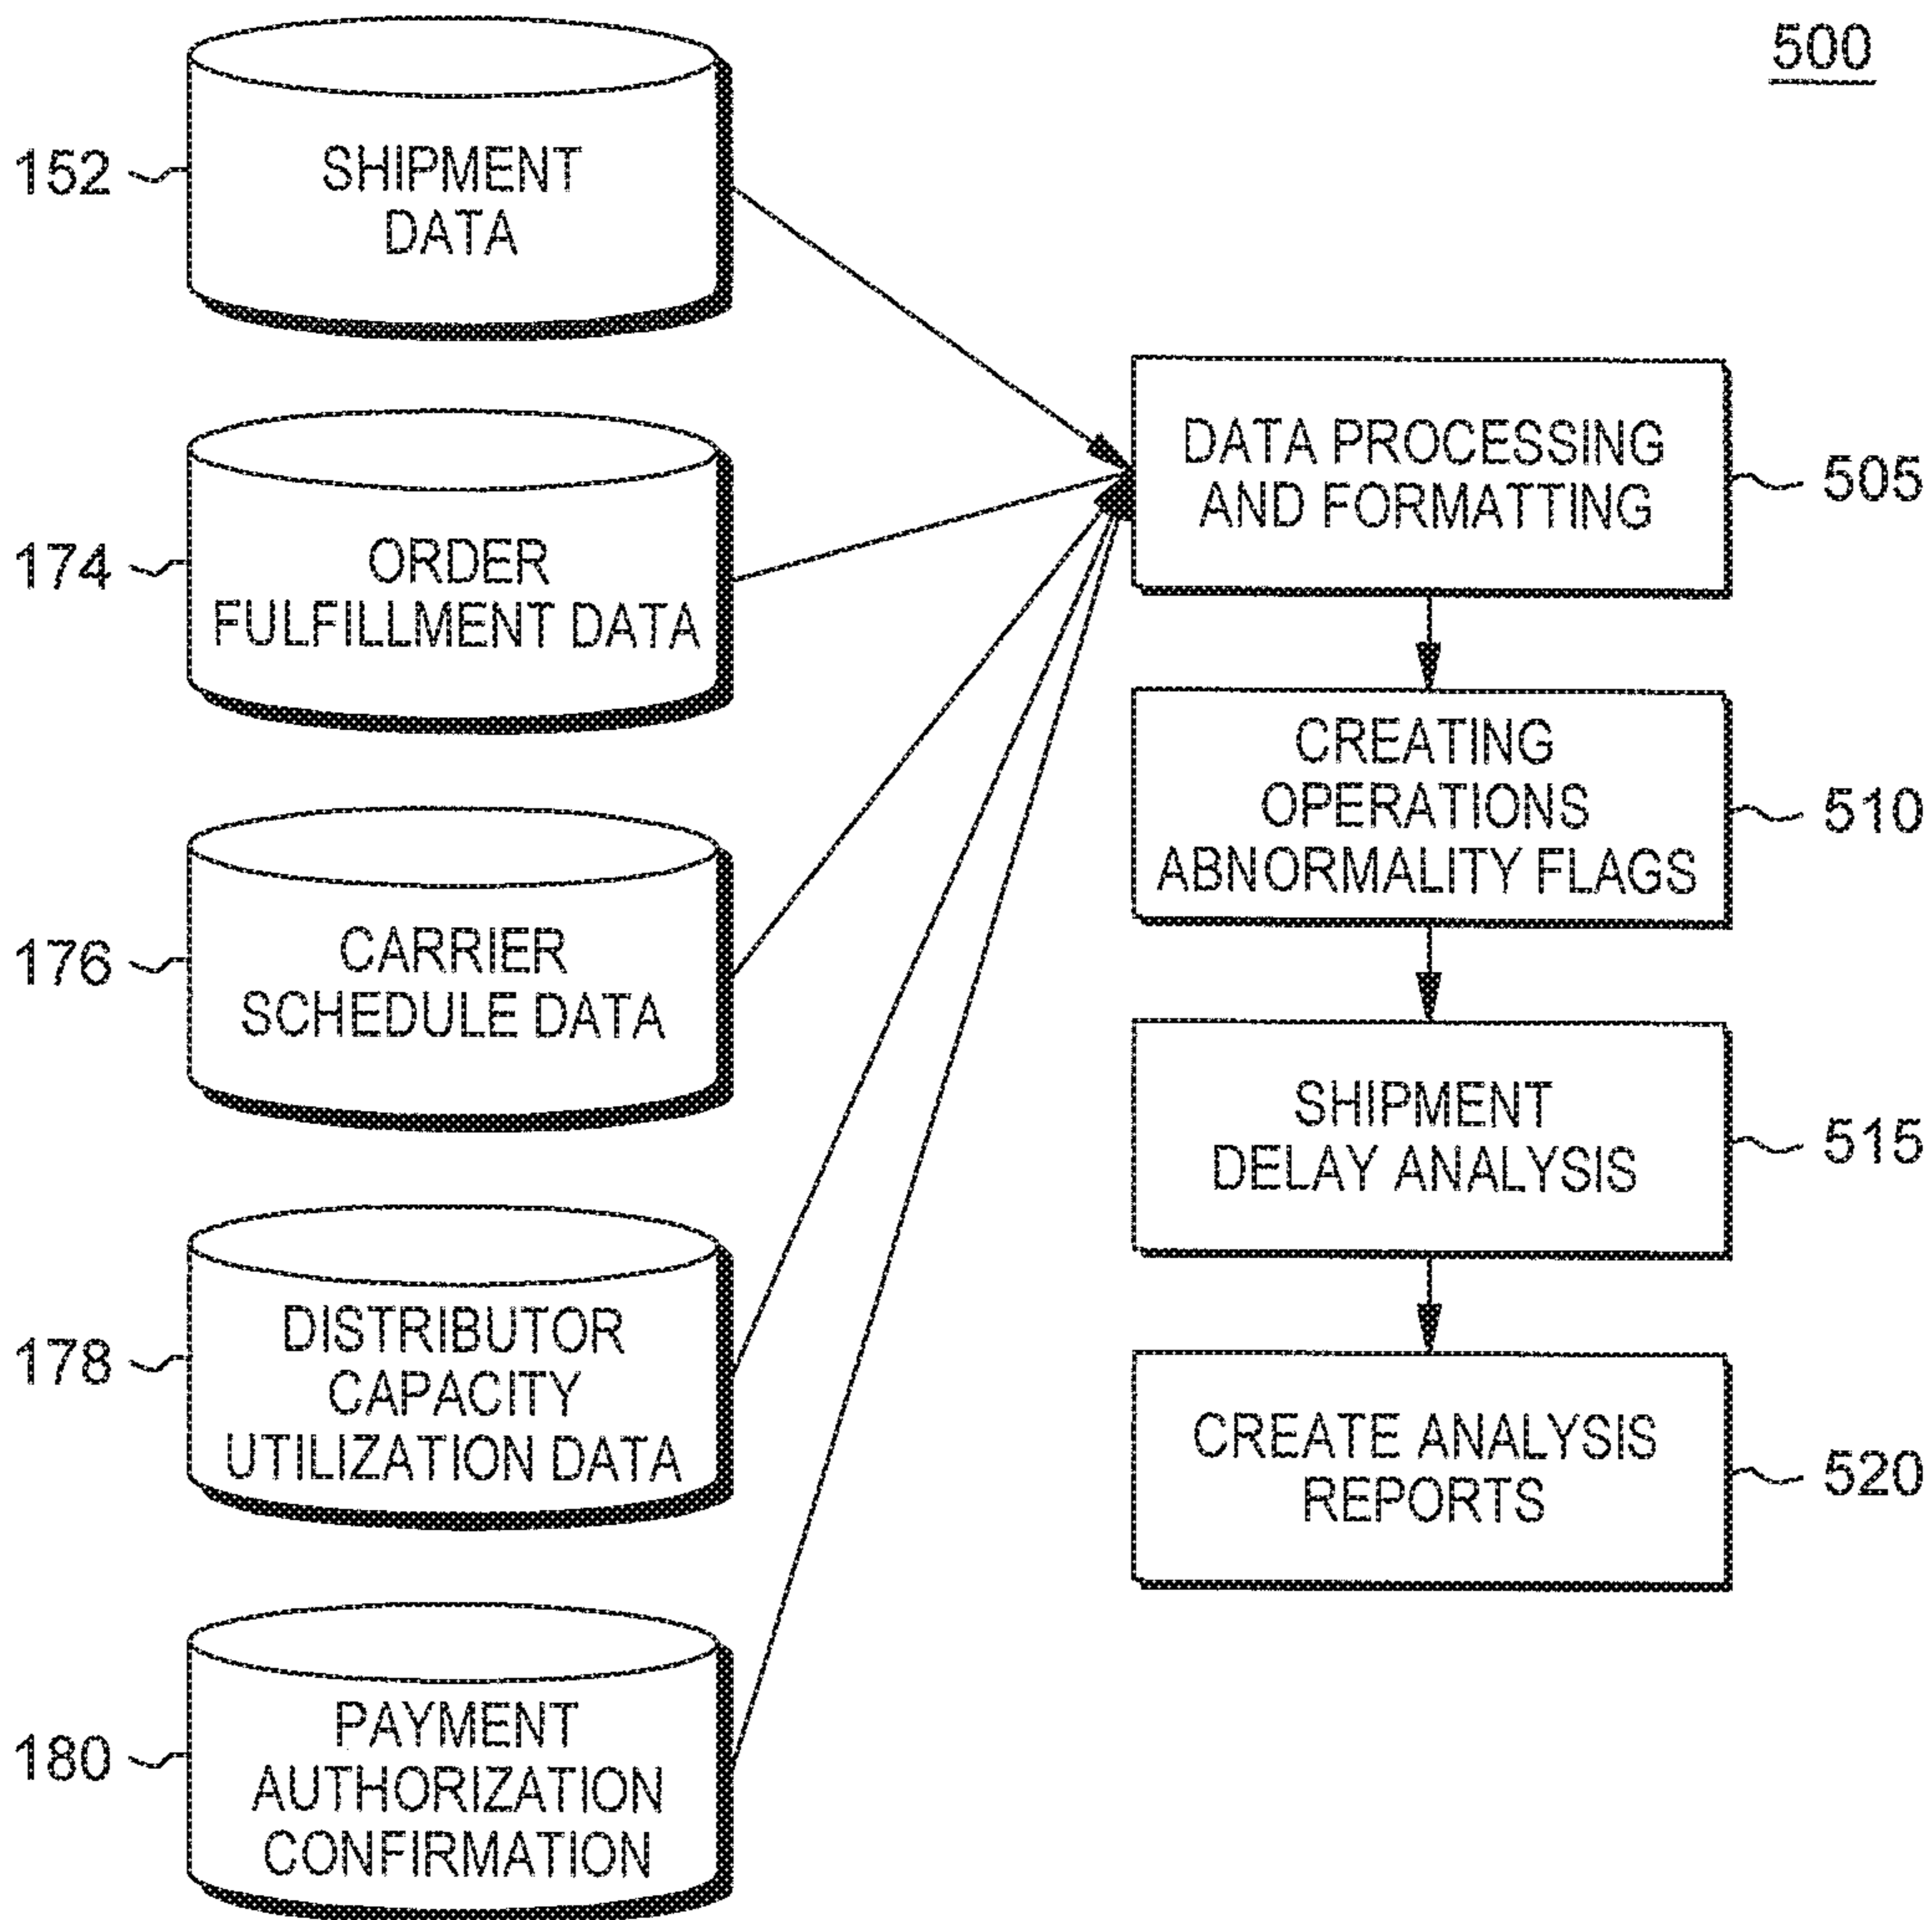 500
152
SHIPMENT
DATA
174
ORDER
FULFILLMENT DATA
176
CARRIER
SCHEDULE DATA
178
DISTRIBUTOR
CAPACITY
UTILIZATION DATA
180
PAYMENT
AUTHORIZATION
CONFIRMATION
DATA PROCESSING
AND FORMATTING
505
CREATING
OPERATIONS
ABNORMALITY FLAGS
510
SHIPMENT
DELAY ANALYSIS
515
CREATE ANALYSIS
REPORTS
520